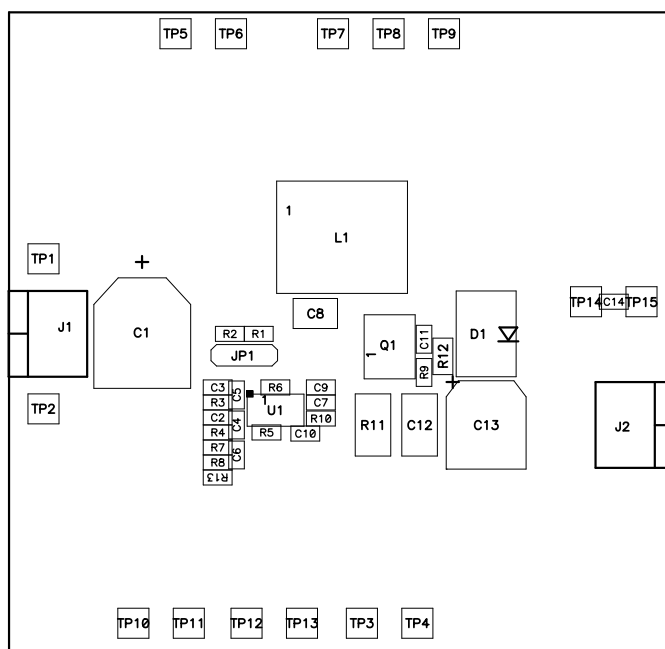 TP5 TP6 TP7 TP8 TP9
1
L1
TP1
+
J1
C1
C8
R2 R1
JP1
Q1
1
C11
R9
R12
D1
TP14 C14 TP15
TP2
C3 C5 R6 C9
R3 1 C7
C2 C4 U1 R10
R4 R5 C10
R7 C6
R8
R13
R11 C12
+
C13
J2
TP10 TP11 TP12 TP13 TP3 TP4